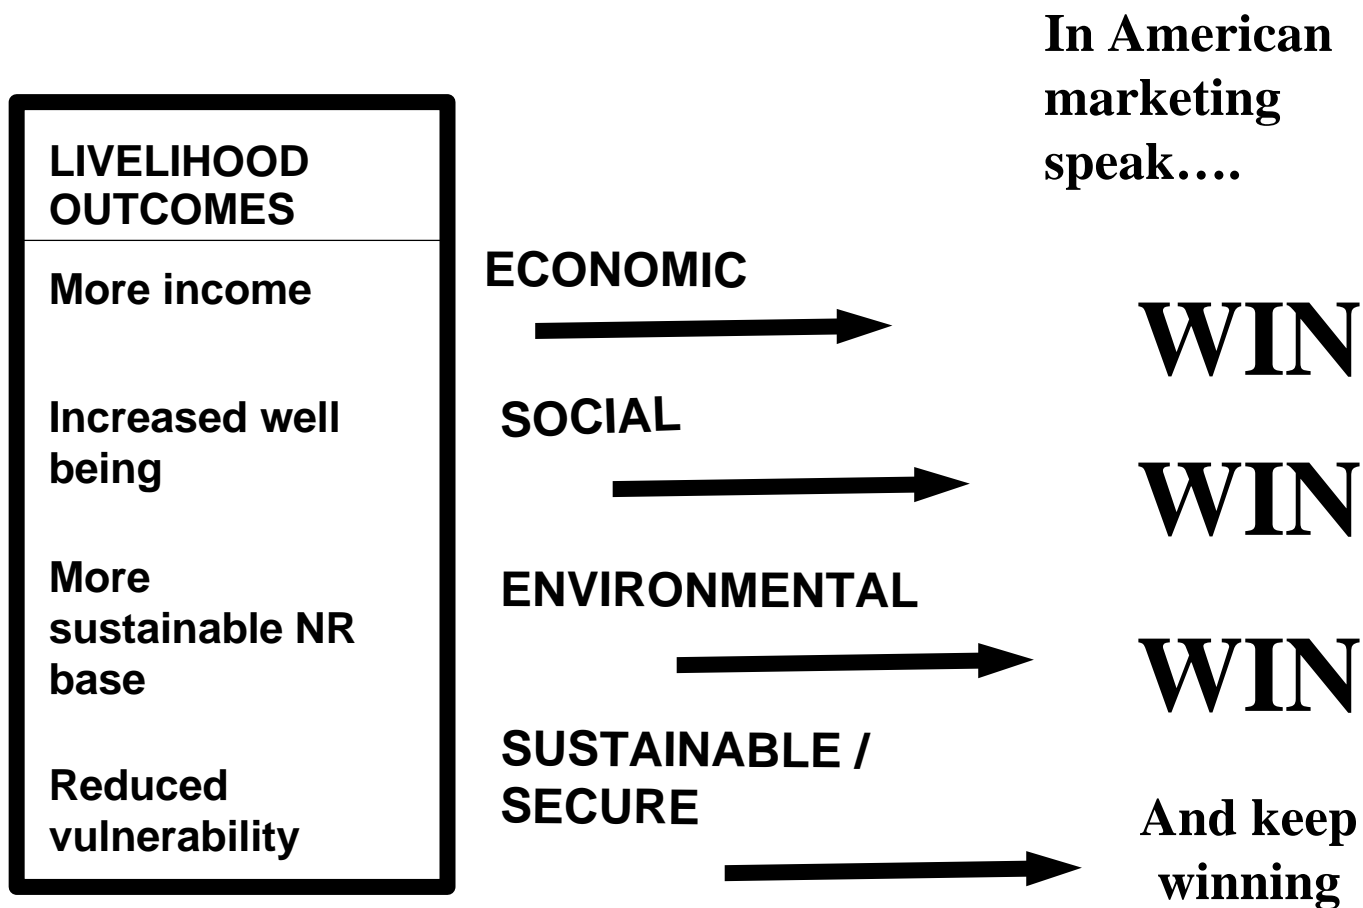 In American
marketing
speak....
LIVELIHOOD
OUTCOMES
More income
ECONOMIC
WIN
Increased well
being
SOCIAL
WIN
More
sustainable NR
base
ENVIRONMENTAL
WIN
Reduced
vulnerability
SUSTAINABLE /
SECURE
And keep
winning